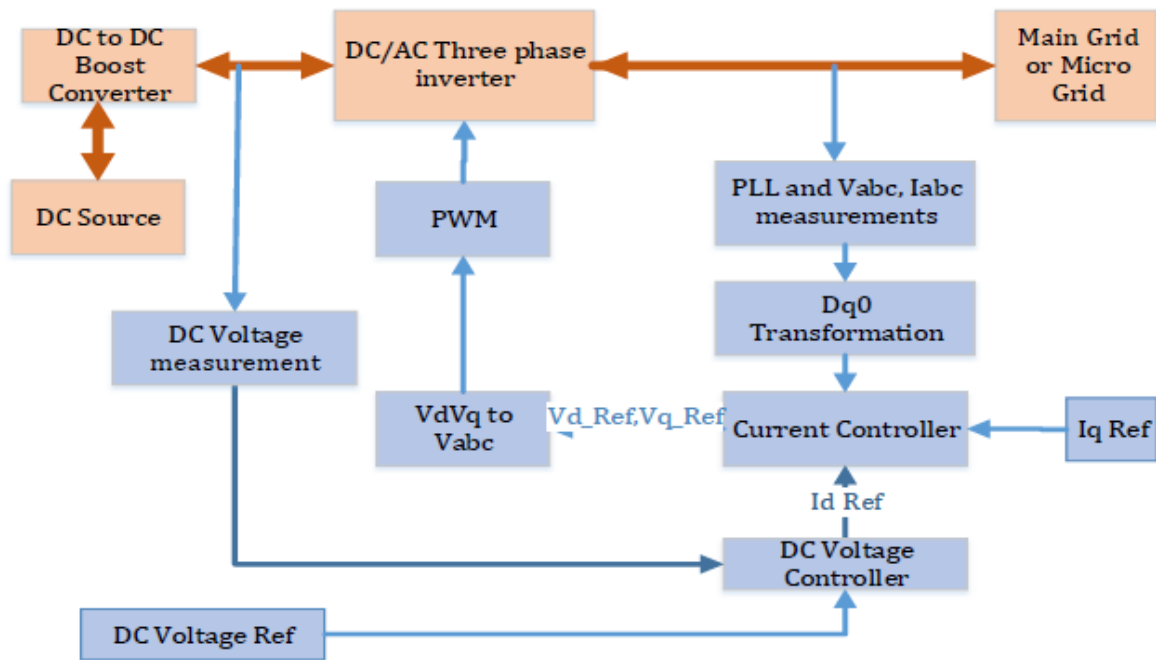 DC to DC
Boost
Converter
DC/AC Three phase
inverter
Main Grid
or Micro
Grid
DC Source
PWM
PLL and Vabc, Iabc
measurements
DC Voltage
measurement
Dq0
Transformation
VdVq to
Vabc
Vd_Ref,Vq_Ref
Current Controller
Iq Ref
Id Ref
DC Voltage
Controller
DC Voltage Ref